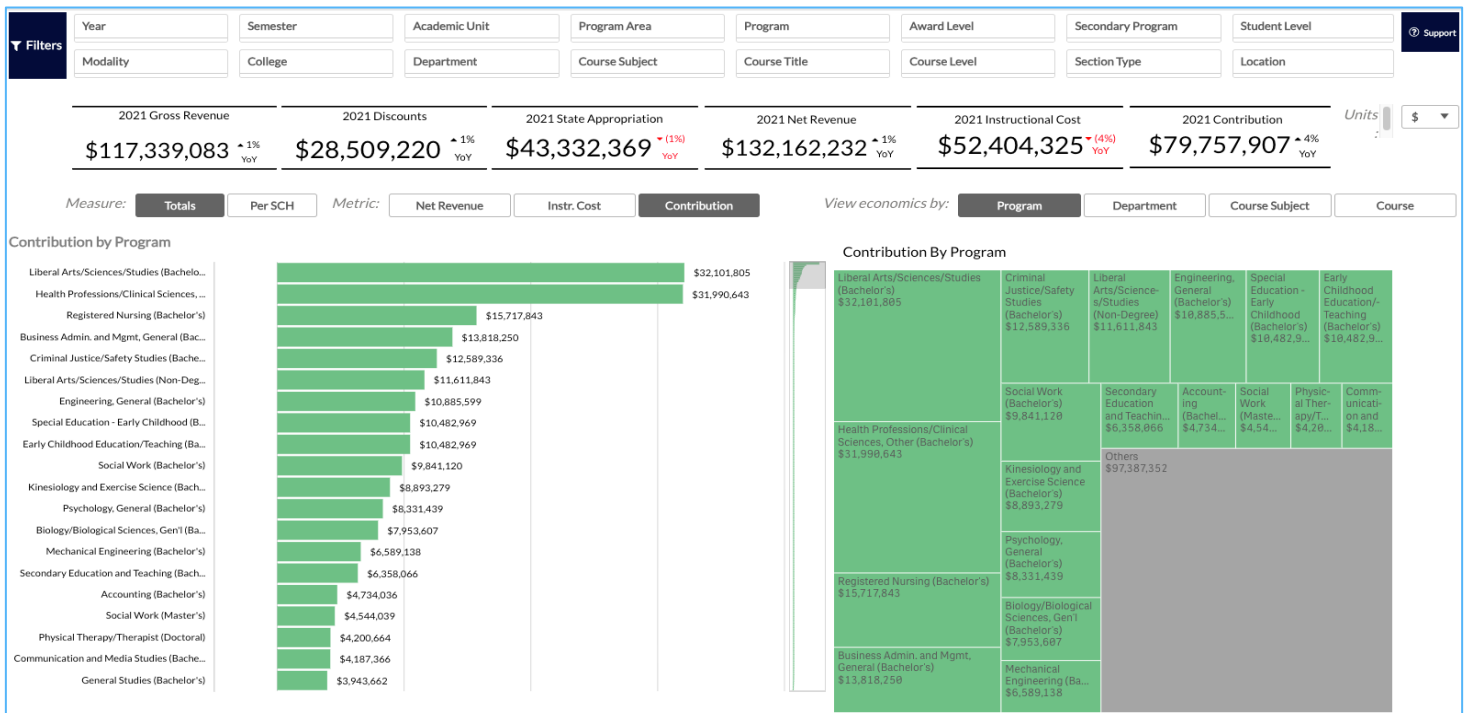 Filters
Year
Semester
Academic Unit
Program Area
Program
Award Level
Secondary Program
Student Level
Support
Modality
College
Department
Course Subject
Course Title
Course Level
Section Type
Location
2021 Gross Revenue
$117,339,083 1%
YoY
2021 Discounts
$28,509,220 1%
YoY
2021 State Appropriation
$43,332,369 (1%)
YoY
2021 Net Revenue
$132,162,232 1%
YoY
2021 Instructional Cost
$52,404,325 (4%)
YoY
2021 Contribution
$79,757,907 4%
YoY
Units
:
$
Measure: Totals Per SCH Metric: Net Revenue Instr. Cost Contribution
View economics by: Program Department Course Subject Course
Contribution by Program
Liberal Arts/Sciences/Studies (Bachelo... $32,101,805
Health Professions/Clinical Sciences, ... $31,990,643
Registered Nursing (Bachelor's) $15,717,843
Business Admin. and Mgmt, General (Bac... $13,818,250
Criminal Justice/Safety Studies (Bache... $12,589,336
Liberal Arts/Sciences/Studies (Non-Deg... $11,611,843
Engineering, General (Bachelor's) $10,885,599
Special Education - Early Childhood (B... $10,482,969
Early Childhood Education/Teaching (Ba... $10,482,969
Social Work (Bachelor's) $9,841,120
Kinesiology and Exercise Science (Bach... $8,893,279
Psychology, General (Bachelor's) $8,331,439
Biology/Biological Sciences, Gen'l (Ba... $7,953,607
Mechanical Engineering (Bachelor's) $6,589,138
Secondary Education and Teaching (Bach... $6,358,066
Accounting (Bachelor's) $4,734,036
Social Work (Master's) $4,544,039
Physical Therapy/Therapist (Doctoral) $4,200,664
Communication and Media Studies (Bache... $4,187,366
General Studies (Bachelor's) $3,943,662
Contribution By Program
Liberal Arts/Sciences/Studies
(Bachelor's)
$32,101,805
Health Professions/Clinical
Sciences, Other (Bachelor's)
$31,990,643
Registered Nursing (Bachelor's)
$15,717,843
Business Admin. and Mgmt,
General (Bachelor's)
$13,818,250
Criminal
Justice/Safety
Studies
(Bachelor's)
$12,589,336
Liberal
Arts/Science-
s/Studies
(Non-Degree)
$11,611,843
Engineering,
General
(Bachelor's)
$10,885,5...
Special
Education -
Early
Childhood
(Bachelor's)
$10,482,9...
Early
Childhood
Education/-
Teaching
(Bachelor's)
$10,482,9...
Social Work
(Bachelor's)
$9,841,120
Kinesiology and
Exercise Science
(Bachelor's)
$8,893,279
Psychology,
General
(Bachelor's)
$8,331,439
Biology/Biological
Sciences, Gen'l
(Bachelor's)
$7,953,607
Mechanical
Engineering (Ba...
$6,589,138
Secondary
Education
and Teachin...
$6,358,066
Account-
ing
(Bachel...
$4,734...
Social
Work
(Maste...
$4,54...
Physic-
al Ther-
apy/T...
$4,20...
Comm-
unicati-
on and
$4,18...
Others
$97,387,352